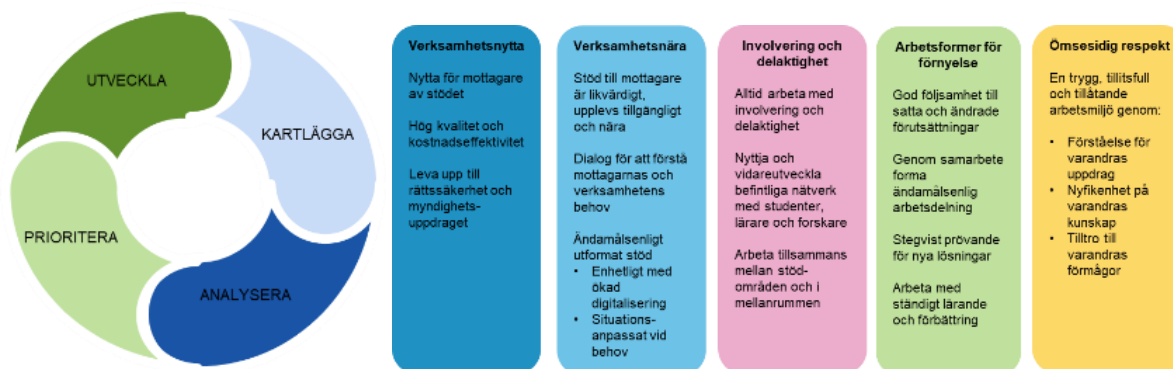 UTVECKLA
KARTLÄGGA
PRIORITERA
ANALYSERA
Verksamhetsnytta
Nytta för mottagare
av stödet
Hög kvalitet och
kostnadseffektivitet
Leva upp till
rättssäkerhet och
myndighets-
uppdraget
Verksamhetsnära
Stöd till mottagare
är likvärdigt,
upplevs tillgängligt
och nära
Dialog för att förstå
mottagarnas och
verksamhetens
behov
Ändamålsenligt
utformat stöd
• Enhetligt med
ökad
digitalisering
• Situations-
anpassat vid
behov
Involvering och
delaktighet
Alltid arbeta med
involvering och
delaktighet
Nyttja och
vidareutveckla
befintliga nätverk
med studenter,
lärare och forskare
Arbeta tillsammans
mellan stöd-
områden och i
mellanrummen
Arbetsformer för
förnyelse
God följsamhet till
satta och ändrade
förutsättningar
Genom samarbete
forma
ändamålsenlig
arbetsdelning
Stegvist prövande
för nya lösningar
Arbeta med
ständigt lärande
och förbättring
Ömsesidig respekt
En trygg, tillitsfull
och tillåtande
arbetsmiljö genom:
• Förståelse för
varandras
uppdrag
• Nyfikenhet på
varandras
kunskap
• Tilltro till
varandras
förmågor